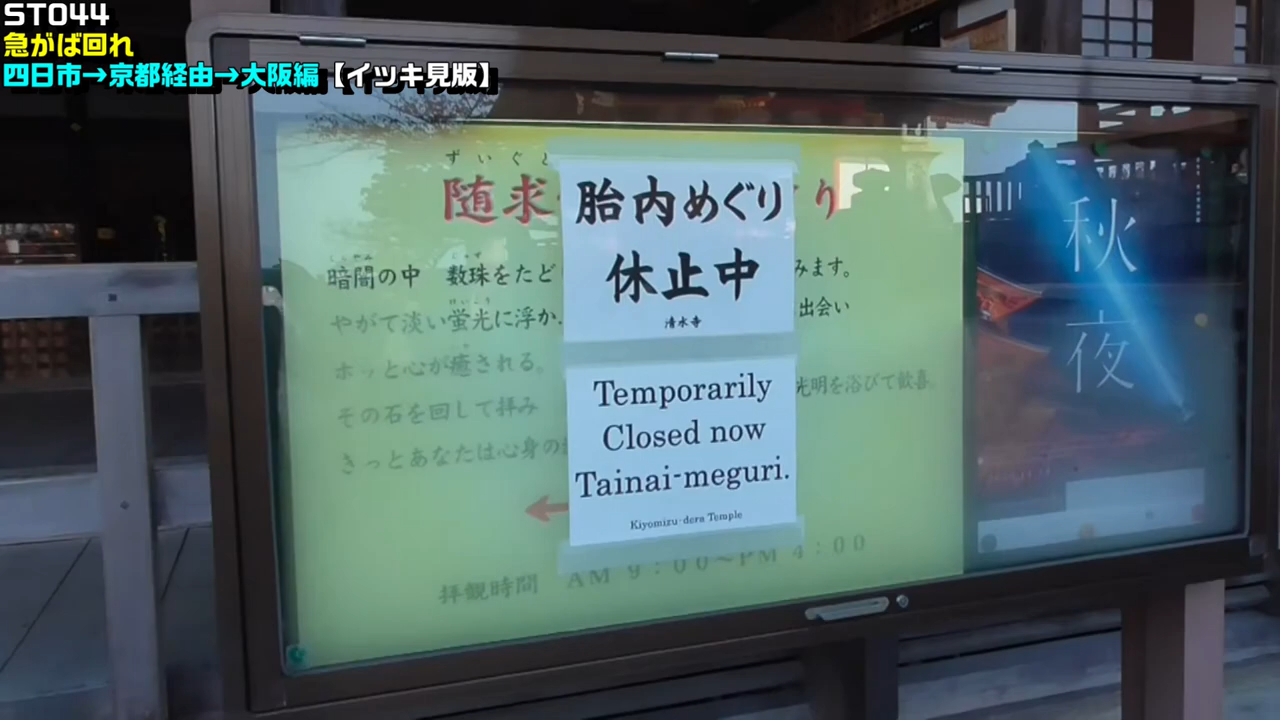 ST044
急がば回れ
四日市→京都経由→大阪編【イツキ見版】
ずいぐ
随求
り
胎内めぐり
休止中
清水寺
暗闇の中 数珠をたど
みます。
やがて淡い蛍光に浮か
出会い
ホッと心が癒される。
その石を回して拝み
光明を浴びて歓喜。
きっとあなたは心身の
Temporarily
Closed now
Tainai-meguri.
Kiyomizu-dera Temple
拝観時間 AM 9:00～PM 4:00
秋
夜